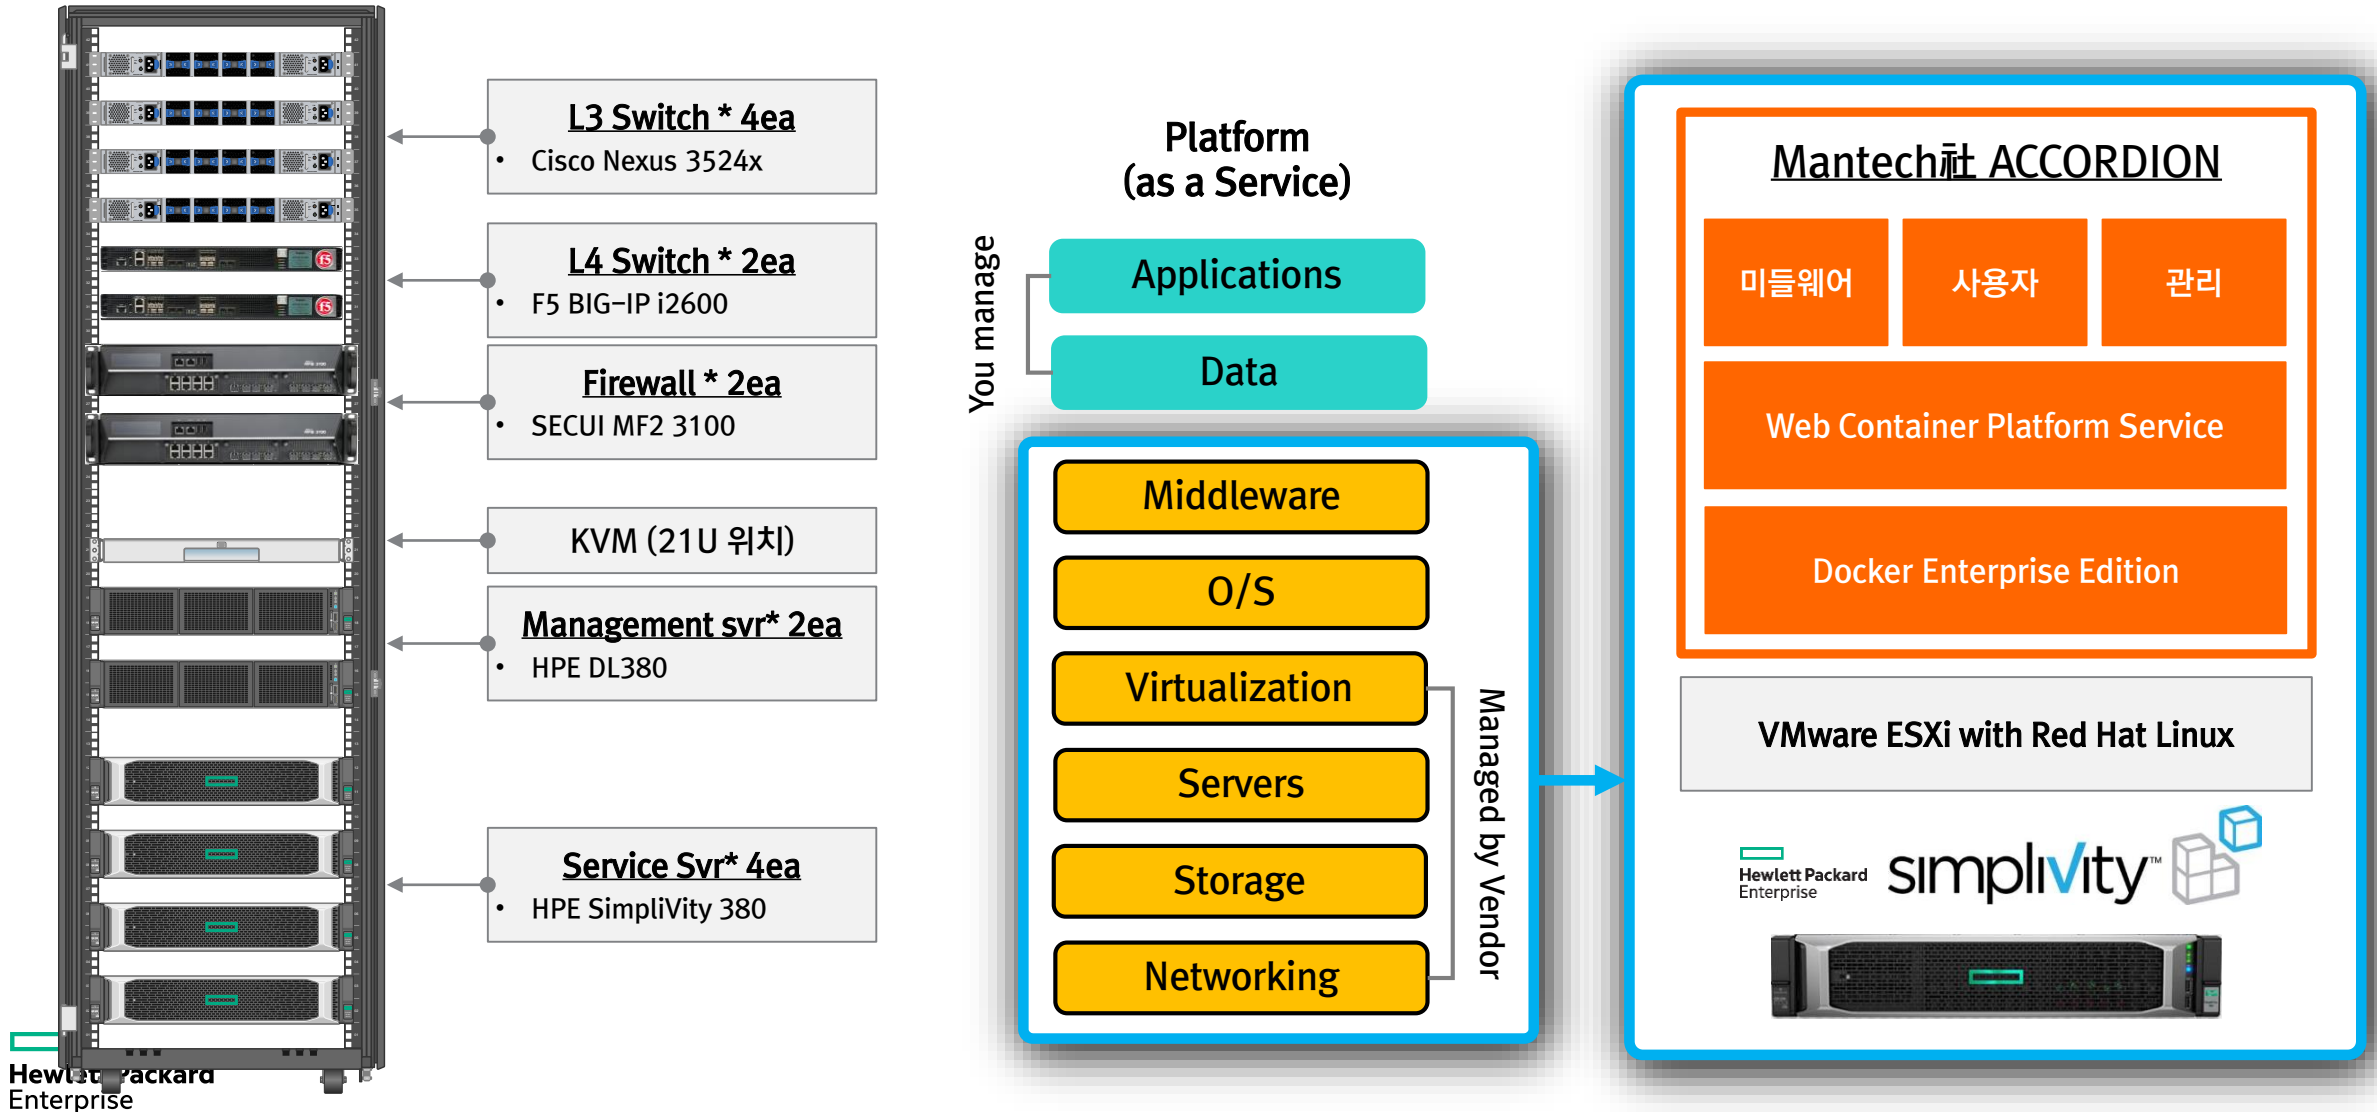 L3 Switch * 4ea
• Cisco Nexus 3524x
L4 Switch * 2ea
• F5 BIG-IP i2600
Firewall * 2ea
• SECUI MF2 3100
KVM (21U 위치)
Management svr* 2ea
• HPE DL380
Service Svr* 4ea
• HPE SimpliVity 380
f5
f5
Hewlett Packard
Enterprise
Platform
(as a Service)
You manage
Applications
Data
Middleware
O/S
Virtualization
Servers
Storage
Networking
Managed by Vendor
Mantech社 ACCORDION
미들웨어
사용자
관리
Web Container Platform Service
Docker Enterprise Edition
VMware ESXi with Red Hat Linux
Hewlett Packard
Enterprise
simplivity™